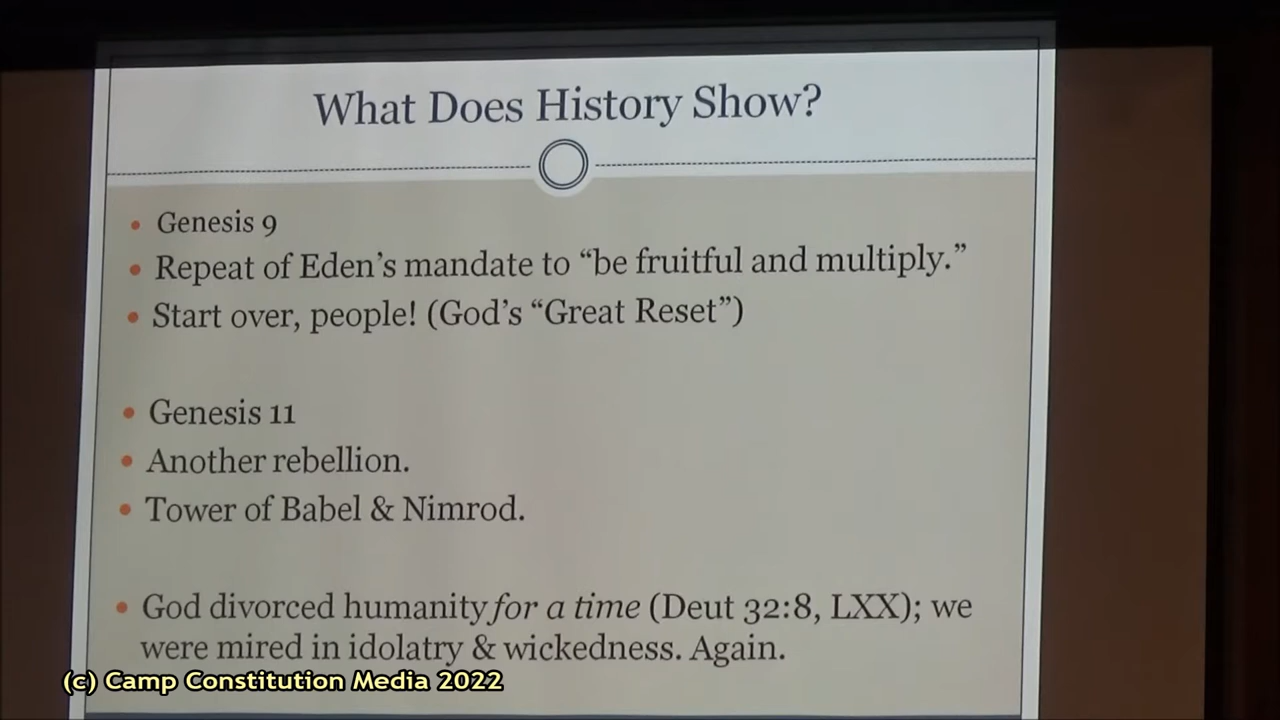 What Does History Show?
• Genesis 9
• Repeat of Eden's mandate to “be fruitful and multiply.”
• Start over, people! (God's “Great Reset”)
• Genesis 11
• Another rebellion.
• Tower of Babel & Nimrod.
• God divorced humanity for a time (Deut 32:8, LXX); we
were mired in idolatry & wickedness. Again.
(c) Camp Constitution Media 2022